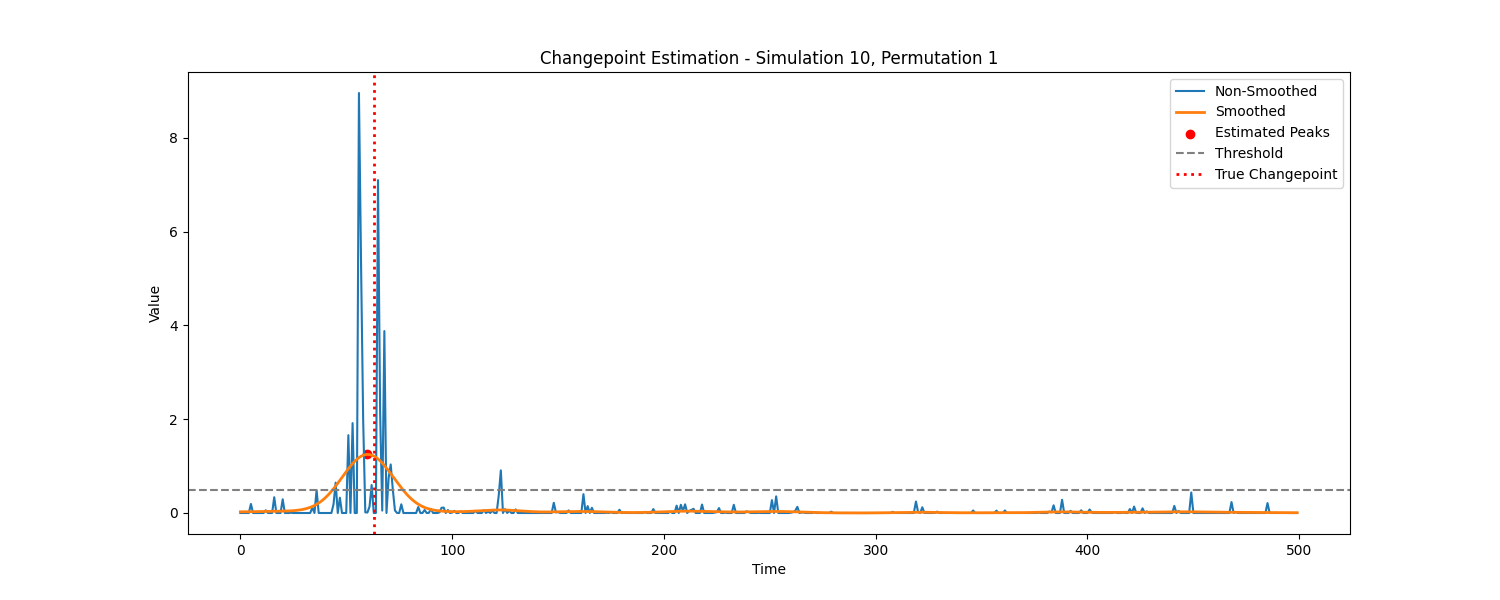 Changepoint Estimation - Simulation 10, Permutation 1
Non-Smoothed
Smoothed
Estimated Peaks
Threshold
True Changepoint
Value
8
6
4
2
0
0 100 200 300 400 500
Time